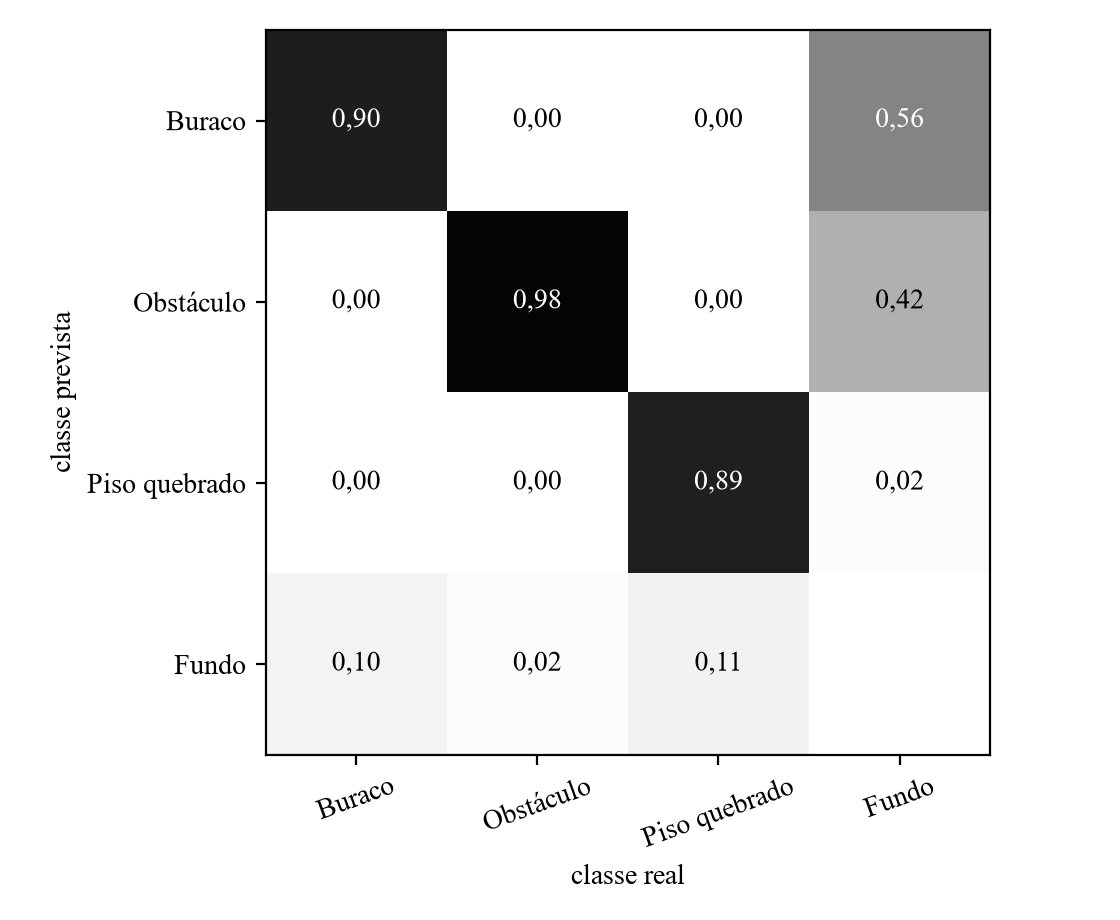 Buraco 0,90 0,00 0,00 0,56
Obstáculo 0,00 0,98 0,00 0,42
Piso quebrado 0,00 0,00 0,89 0,02
Fundo 0,10 0,02 0,11
classe prevista
Buraco Obstáculo Piso quebrado Fundo
classe real